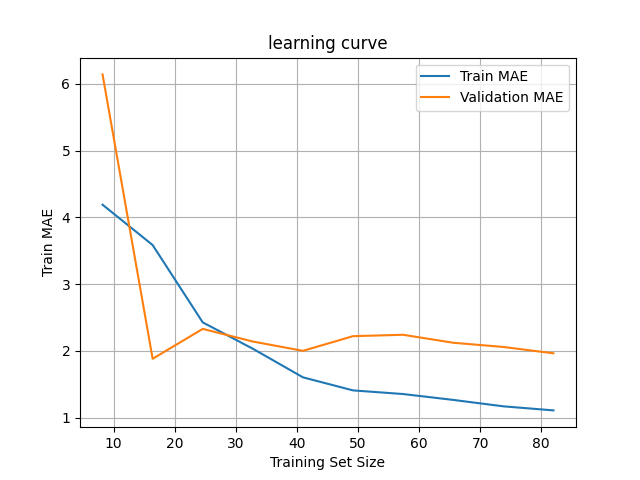 learning curve
Train MAE
Validation MAE
6
5
4
3
2
1
Train MAE
10 20 30 40 50 60 70 80
Training Set Size